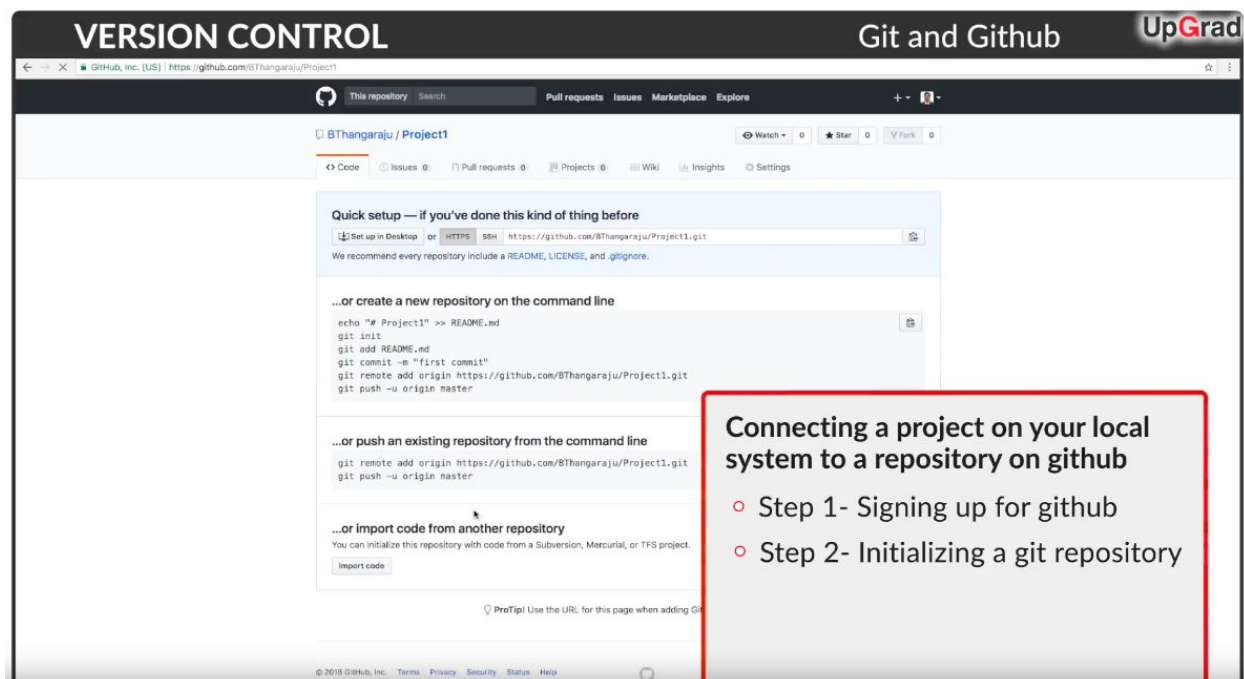 VERSION CONTROL
Git and Github
UpGrad
GitHub, Inc. [US] | https://github.com/BThangaraju/Project1
This repository Search
Pull requests Issues Marketplace Explore
BThangaraju / Project1
Watch 0 Star 0 Fork 0
Code Issues 0 Pull requests 0 Projects 0 Wiki Insights Settings
Quick setup — if you've done this kind of thing before
Set up in Desktop or HTTPS SSH https://github.com/BThangaraju/Project1.git
We recommend every repository include a README, LICENSE, and .gitignore.
...or create a new repository on the command line
echo "# Project1" >> README.md
git init
git add README.md
git commit -m "first commit"
git remote add origin https://github.com/BThangaraju/Project1.git
git push -u origin master
...or push an existing repository from the command line
git remote add origin https://github.com/BThangaraju/Project1.git
git push -u origin master
...or import code from another repository
You can initialize this repository with code from a Subversion, Mercurial, or TFS project.
Import code
ProTip! Use the URL for this page when adding Gi
© 2018 GitHub, Inc. Terms Privacy Security Status Help
Connecting a project on your local
system to a repository on github
Step 1- Signing up for github
Step 2- Initializing a git repository